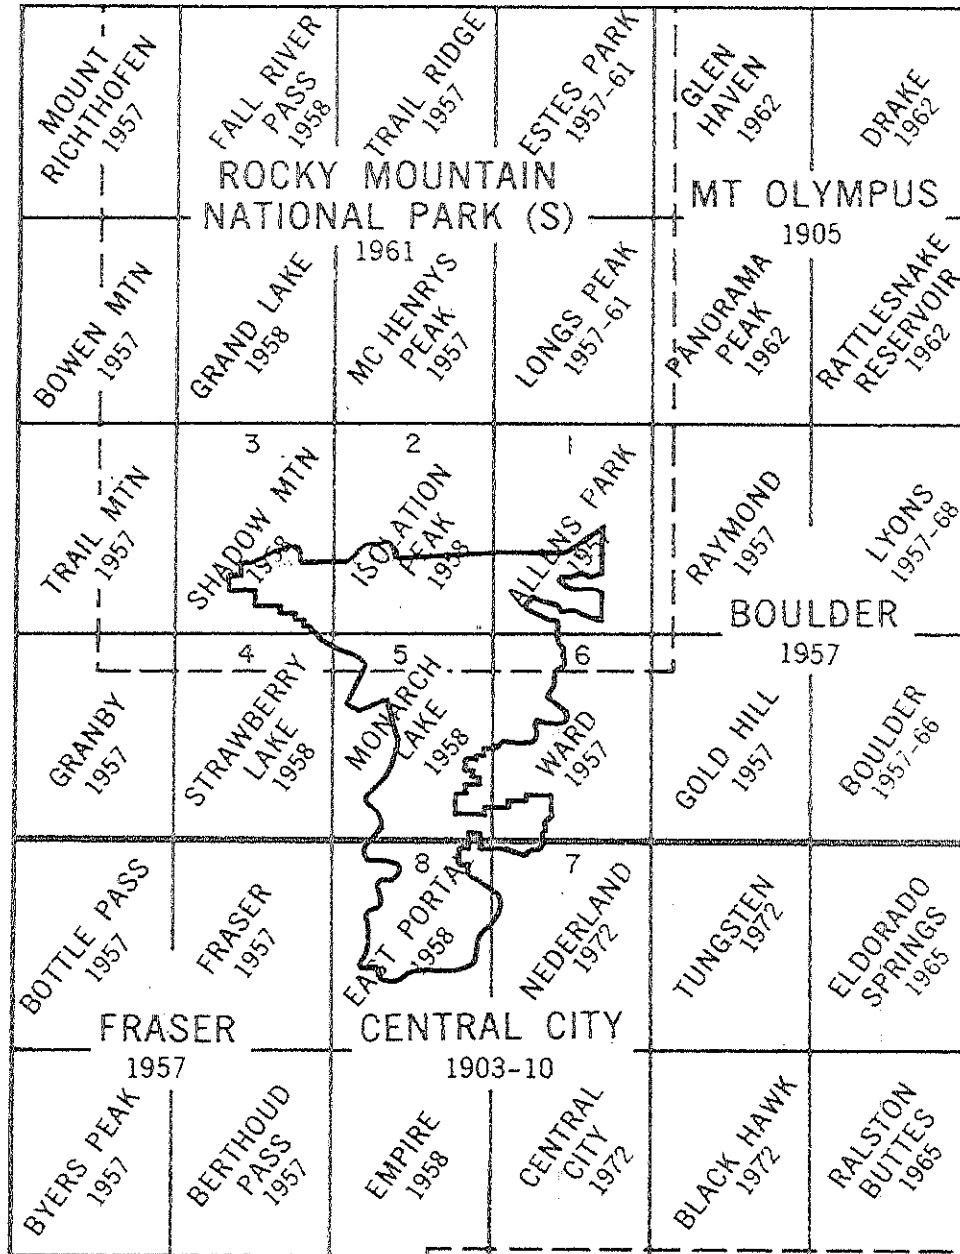 MOUNT
RICHTHOFEN
1957
FALL RIVER
PASS
1958
TRAIL RIDGE
1957
ESTES PARK
1957-61
GLEN
HAVEN
1962
DRAKE
1962
ROCKY MOUNTAIN
NATIONAL PARK (S)
1961
MT OLYMPUS
1905
BOWEN MTN
1957
GRAND LAKE
1958
MC HENRYS
PEAK
1957
LONGS PEAK
1957-61
PANORAMA
PEAK
1962
RATTLESNAKE
RESERVOIR
1962
3
2
1
TRAIL MTN
1957
SHADOW MTN
1958
ISOLATION
PEAK
1958
ALLENS PARK
1957
RAYMOND
1957
LYONS
1957-68
BOULDER
1957
4
5
6
GRANBY
1957
STRAWBERRY
LAKE
1958
MONARCH
LAKE
1958
WARD
1957
GOLD HILL
1957
BOULDER
1957-66
8
7
BOTTLE PASS
1957
FRASER
1957
EAST PORTAL
1958
NEDERLAND
1972
TUNGSTEN
1972
ELDORADO
SPRINGS
1965
FRASER
1957
CENTRAL CITY
1903-10
BYERS PEAK
1957
BERTHOUD
PASS
1957
EMPIRE
1958
CENTRAL
CITY
1972
BLACK HAWK
1972
RALSTON
BUTTES
1965